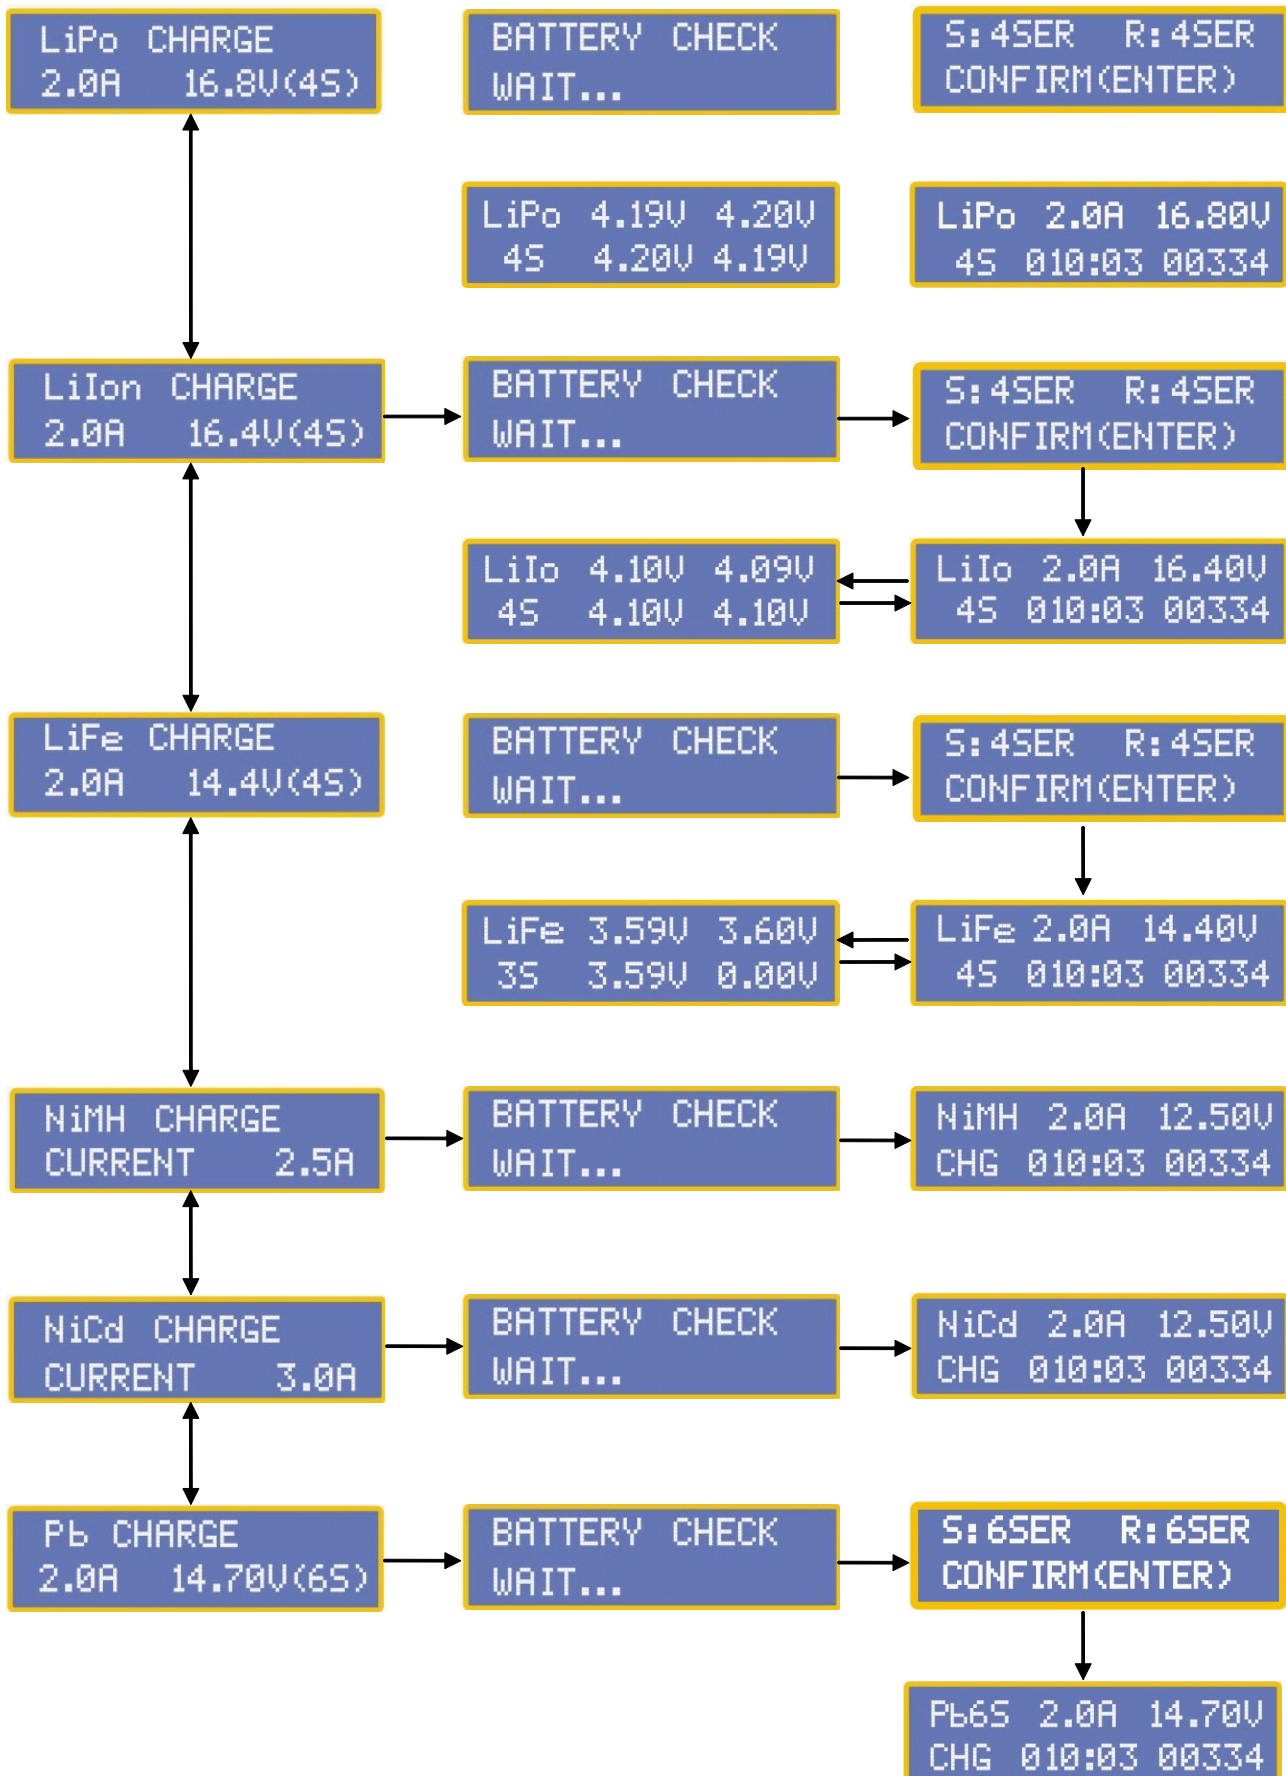 LiPo CHARGE
2.0A 16.8V(4S)
BATTERY CHECK
WAIT...
S:4SER R:4SER
CONFIRM(ENTER)
LiPo 4.19V 4.20V
4S 4.20V 4.19V
LiPo 2.0A 16.80V
4S 010:03 00334
LiIon CHARGE
2.0A 16.4V(4S)
BATTERY CHECK
WAIT...
S:4SER R:4SER
CONFIRM(ENTER)
LiIo 4.10V 4.09V
4S 4.10V 4.10V
LiIo 2.0A 16.40V
4S 010:03 00334
LiFe CHARGE
2.0A 14.4V(4S)
BATTERY CHECK
WAIT...
S:4SER R:4SER
CONFIRM(ENTER)
LiFe 3.59V 3.60V
3S 3.59V 0.00V
LiFe 2.0A 14.40V
4S 010:03 00334
NiMH CHARGE
CURRENT 2.5A
BATTERY CHECK
WAIT...
NiMH 2.0A 12.50V
CHG 010:03 00334
NiCd CHARGE
CURRENT 3.0A
BATTERY CHECK
WAIT...
NiCd 2.0A 12.50V
CHG 010:03 00334
Pb CHARGE
2.0A 14.70V(6S)
BATTERY CHECK
WAIT...
S:6SER R:6SER
CONFIRM(ENTER)
Pb6S 2.0A 14.70V
CHG 010:03 00334